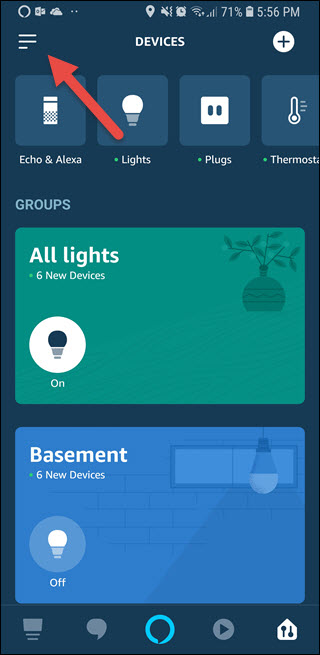 71% 5:56 PM
DEVICES
Echo & Alexa
Lights
Plugs
Thermosta
GROUPS
All lights
6 New Devices
On
Basement
6 New Devices
Off